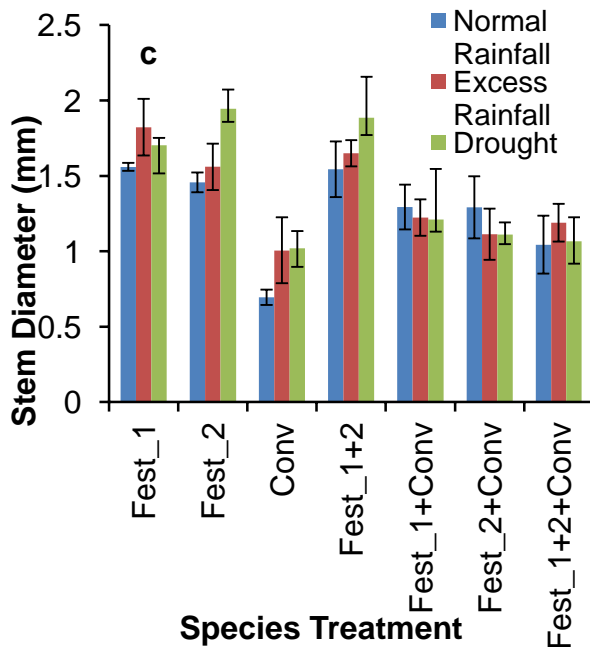 c
Normal
Rainfall
Excess
Rainfall
Drought
Stem Diameter (mm)
2.5
2
1.5
1
0.5
0
Fest_1
Fest_2
Conv
Fest_1+2
Fest_1+Conv
Fest_2+Conv
Fest_1+2+Conv
Species Treatment